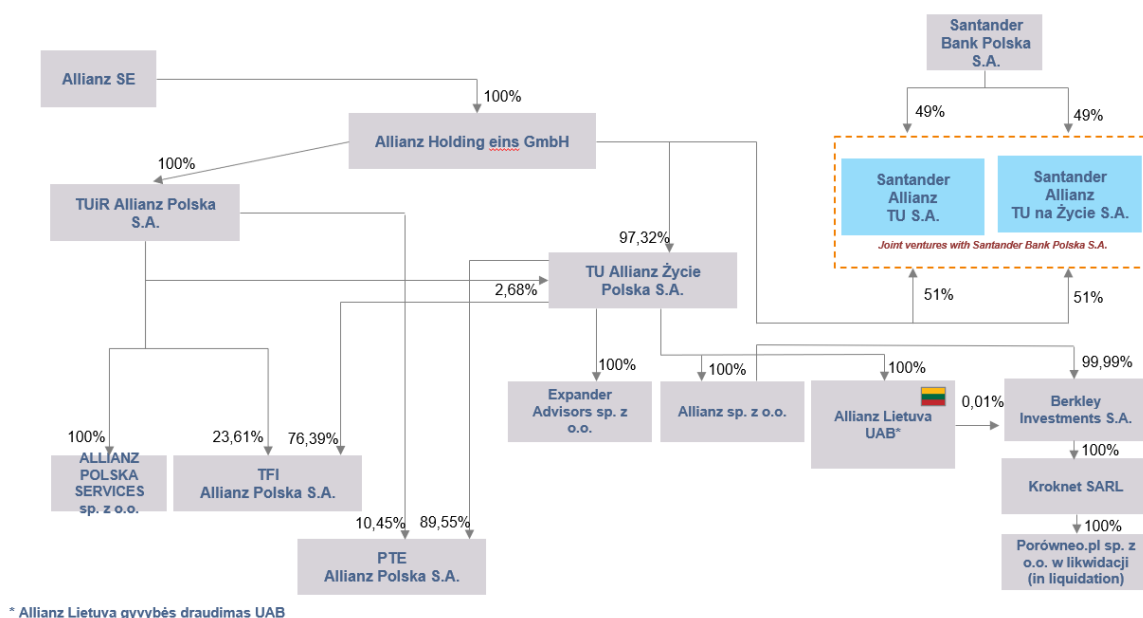 Santander
Bank Polska
S.A.
Allianz SE
100%
49%
49%
Allianz Holding eins GmbH
100%
Santander
Allianz
TU S.A.
Santander
Allianz
TU na Życie S.A.
TUiR Allianz Polska
S.A.
97,32%
Joint ventures with Santander Bank Polska S.A.
TU Allianz Życie
Polska S.A.
2,68%
51%
51%
100%
100%
100%
99,99%
Expander
Advisors sp. z
o.o.
Allianz sp. z o.o.
Allianz Lietuva
UAB*
0,01%
Berkley
Investments S.A.
100%
23,61%
76,39%
100%
ALLIANZ
POLSKA
SERVICES
sp. z o.o.
TFI
Allianz Polska S.A.
Kroknet SARL
10,45%
89,55%
100%
PTE
Allianz Polska S.A.
Porówneo.pl sp. z
o.o. w likwidacji
(in liquidation)
* Allianz Lietuva gyvybės draudimas UAB